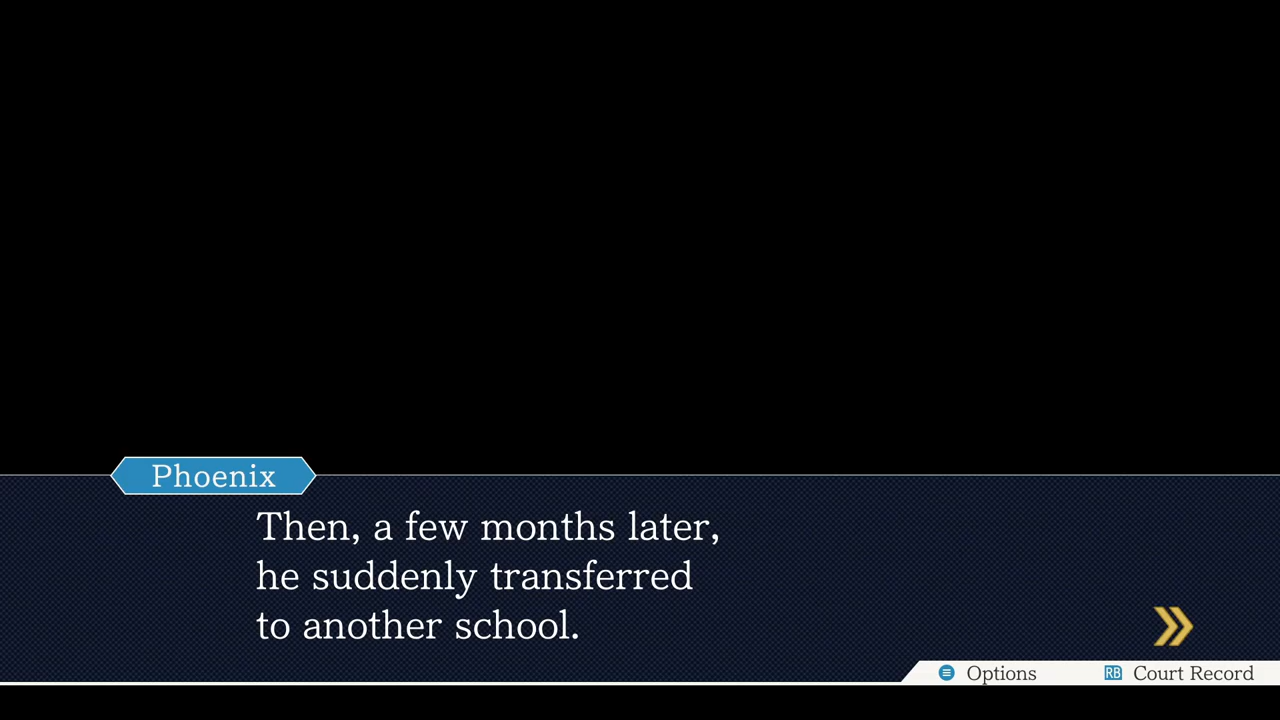 Phoenix
Then, a few months later,
he suddenly transferred
to another school.
Options
RB Court Record